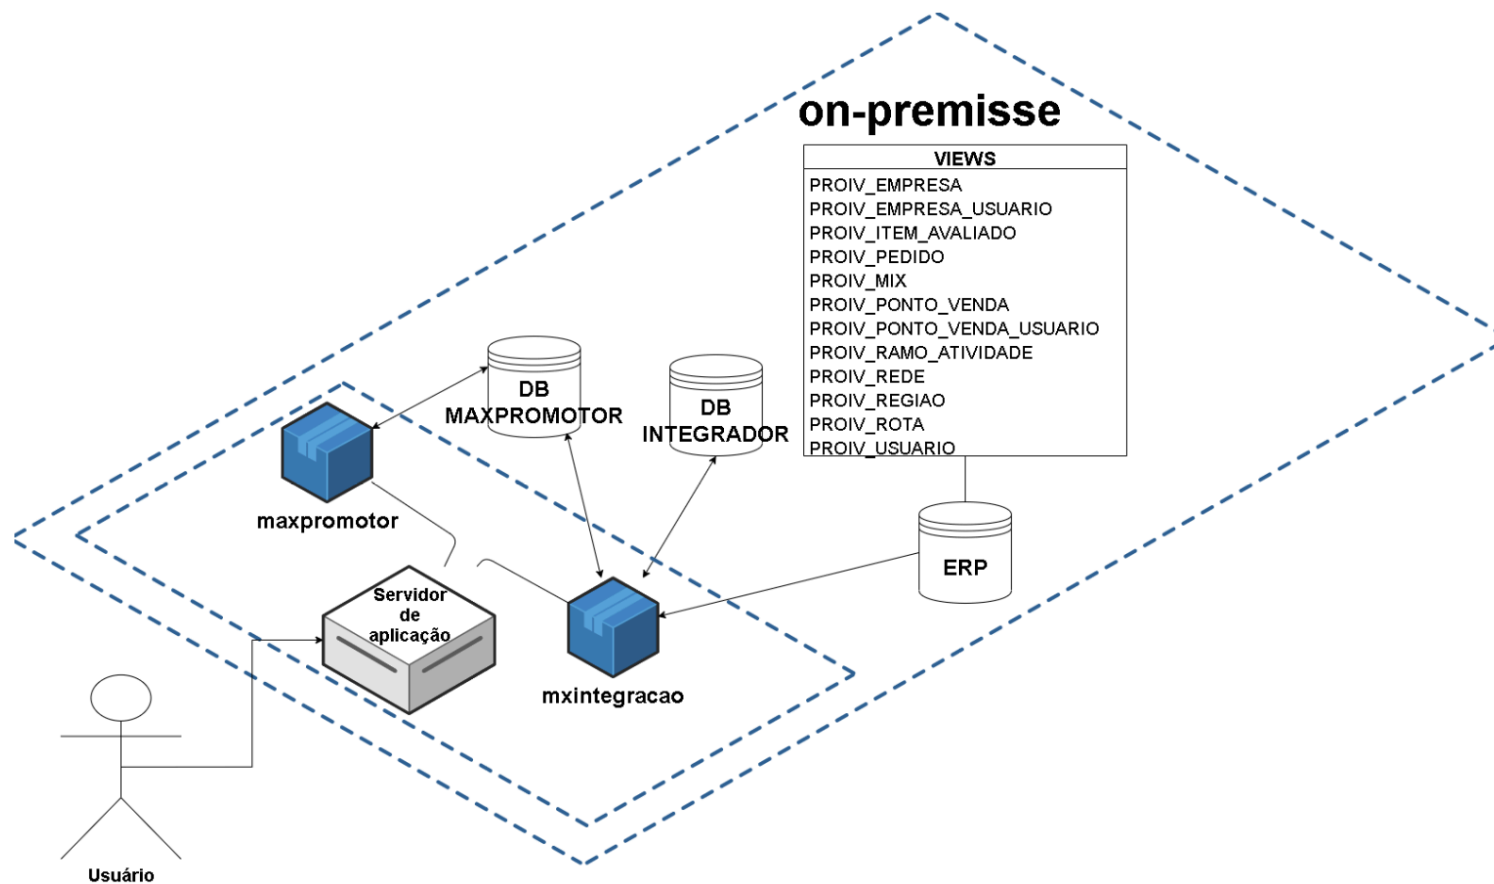 on-premisse
VIEWS
PROIV_EMPRESA
PROIV_EMPRESA_USUARIO
PROIV_ITEM_AVALIADO
PROIV_PEDIDO
PROIV_MIX
PROIV_PONTO_VENDA
PROIV_PONTO_VENDA_USUARIO
PROIV_RAMO_ATIVIDADE
PROIV_REDE
PROIV_REGIAO
PROIV_ROTA
PROIV_USUARIO
DB
MAXPROMOTOR
DB
INTEGRADOR
maxpromotor
ERP
Servidor
de
aplicação
mxintegracao
Usuário